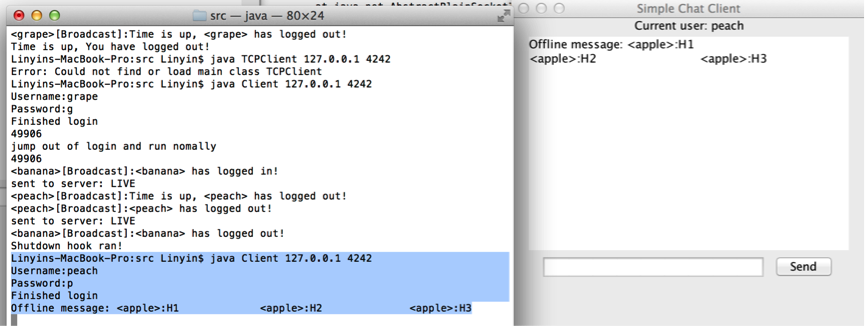 at java.net.AbstractPlainSocketI
src — java — 80×24
<grape>[Broadcast]:Time is up, <grape> has logged out!
Time is up, You have logged out!
Linyins-MacBook-Pro:src Linyin$ java TCPClient 127.0.0.1 4242
Error: Could not find or load main class TCPClient
Linyins-MacBook-Pro:src Linyin$ java Client 127.0.0.1 4242
Username:grape
Password:g
Finished login
49906
jump out of login and run nomally
49906
<banana>[Broadcast]:<banana> has logged in!
sent to server: LIVE
<peach>[Broadcast]:Time is up, <peach> has logged out!
<peach>[Broadcast]:<peach> has logged out!
sent to server: LIVE
<banana>[Broadcast]:<banana> has logged out!
Shutdown hook ran!
Linyins-MacBook-Pro:src Linyin$ java Client 127.0.0.1 4242
Username:peach
Password:p
Finished login
Offline message: <apple>:H1 <apple>:H2 <apple>:H3
Simple Chat Client
Current user: peach
Offline message: <apple>:H1
<apple>:H2 <apple>:H3
Send